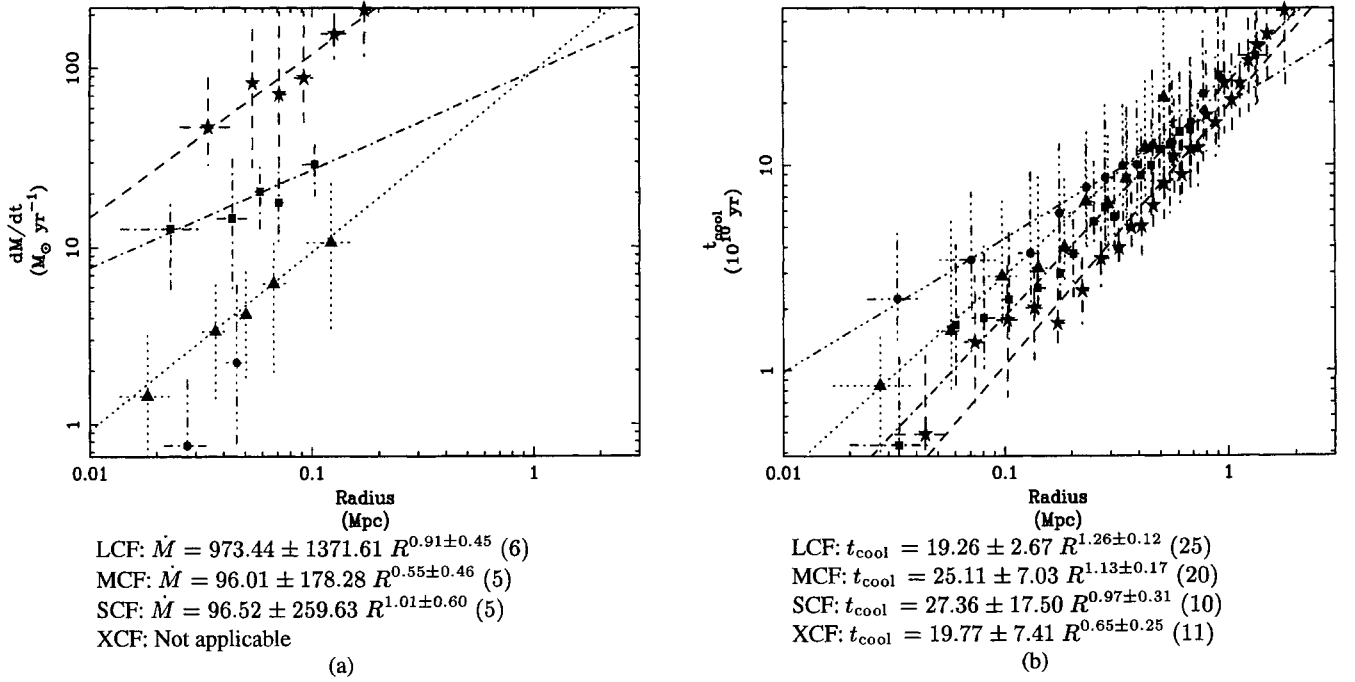 100
10
1
dM/dt
(M⊙ yr⁻¹)
0.01
0.1
1
Radius
(Mpc)
LCF: Ṁ = 973.44 ± 1371.61 R^{0.91±0.45} (6)
MCF: Ṁ = 96.01 ± 178.28 R^{0.55±0.46} (5)
SCF: Ṁ = 96.52 ± 259.63 R^{1.01±0.60} (5)
XCF: Not applicable
(a)
10
1
t_cool
(10¹⁰ yr)
0.01
0.1
1
Radius
(Mpc)
LCF: t_cool = 19.26 ± 2.67 R^{1.26±0.12} (25)
MCF: t_cool = 25.11 ± 7.03 R^{1.13±0.17} (20)
SCF: t_cool = 27.36 ± 17.50 R^{0.97±0.31} (10)
XCF: t_cool = 19.77 ± 7.41 R^{0.65±0.25} (11)
(b)